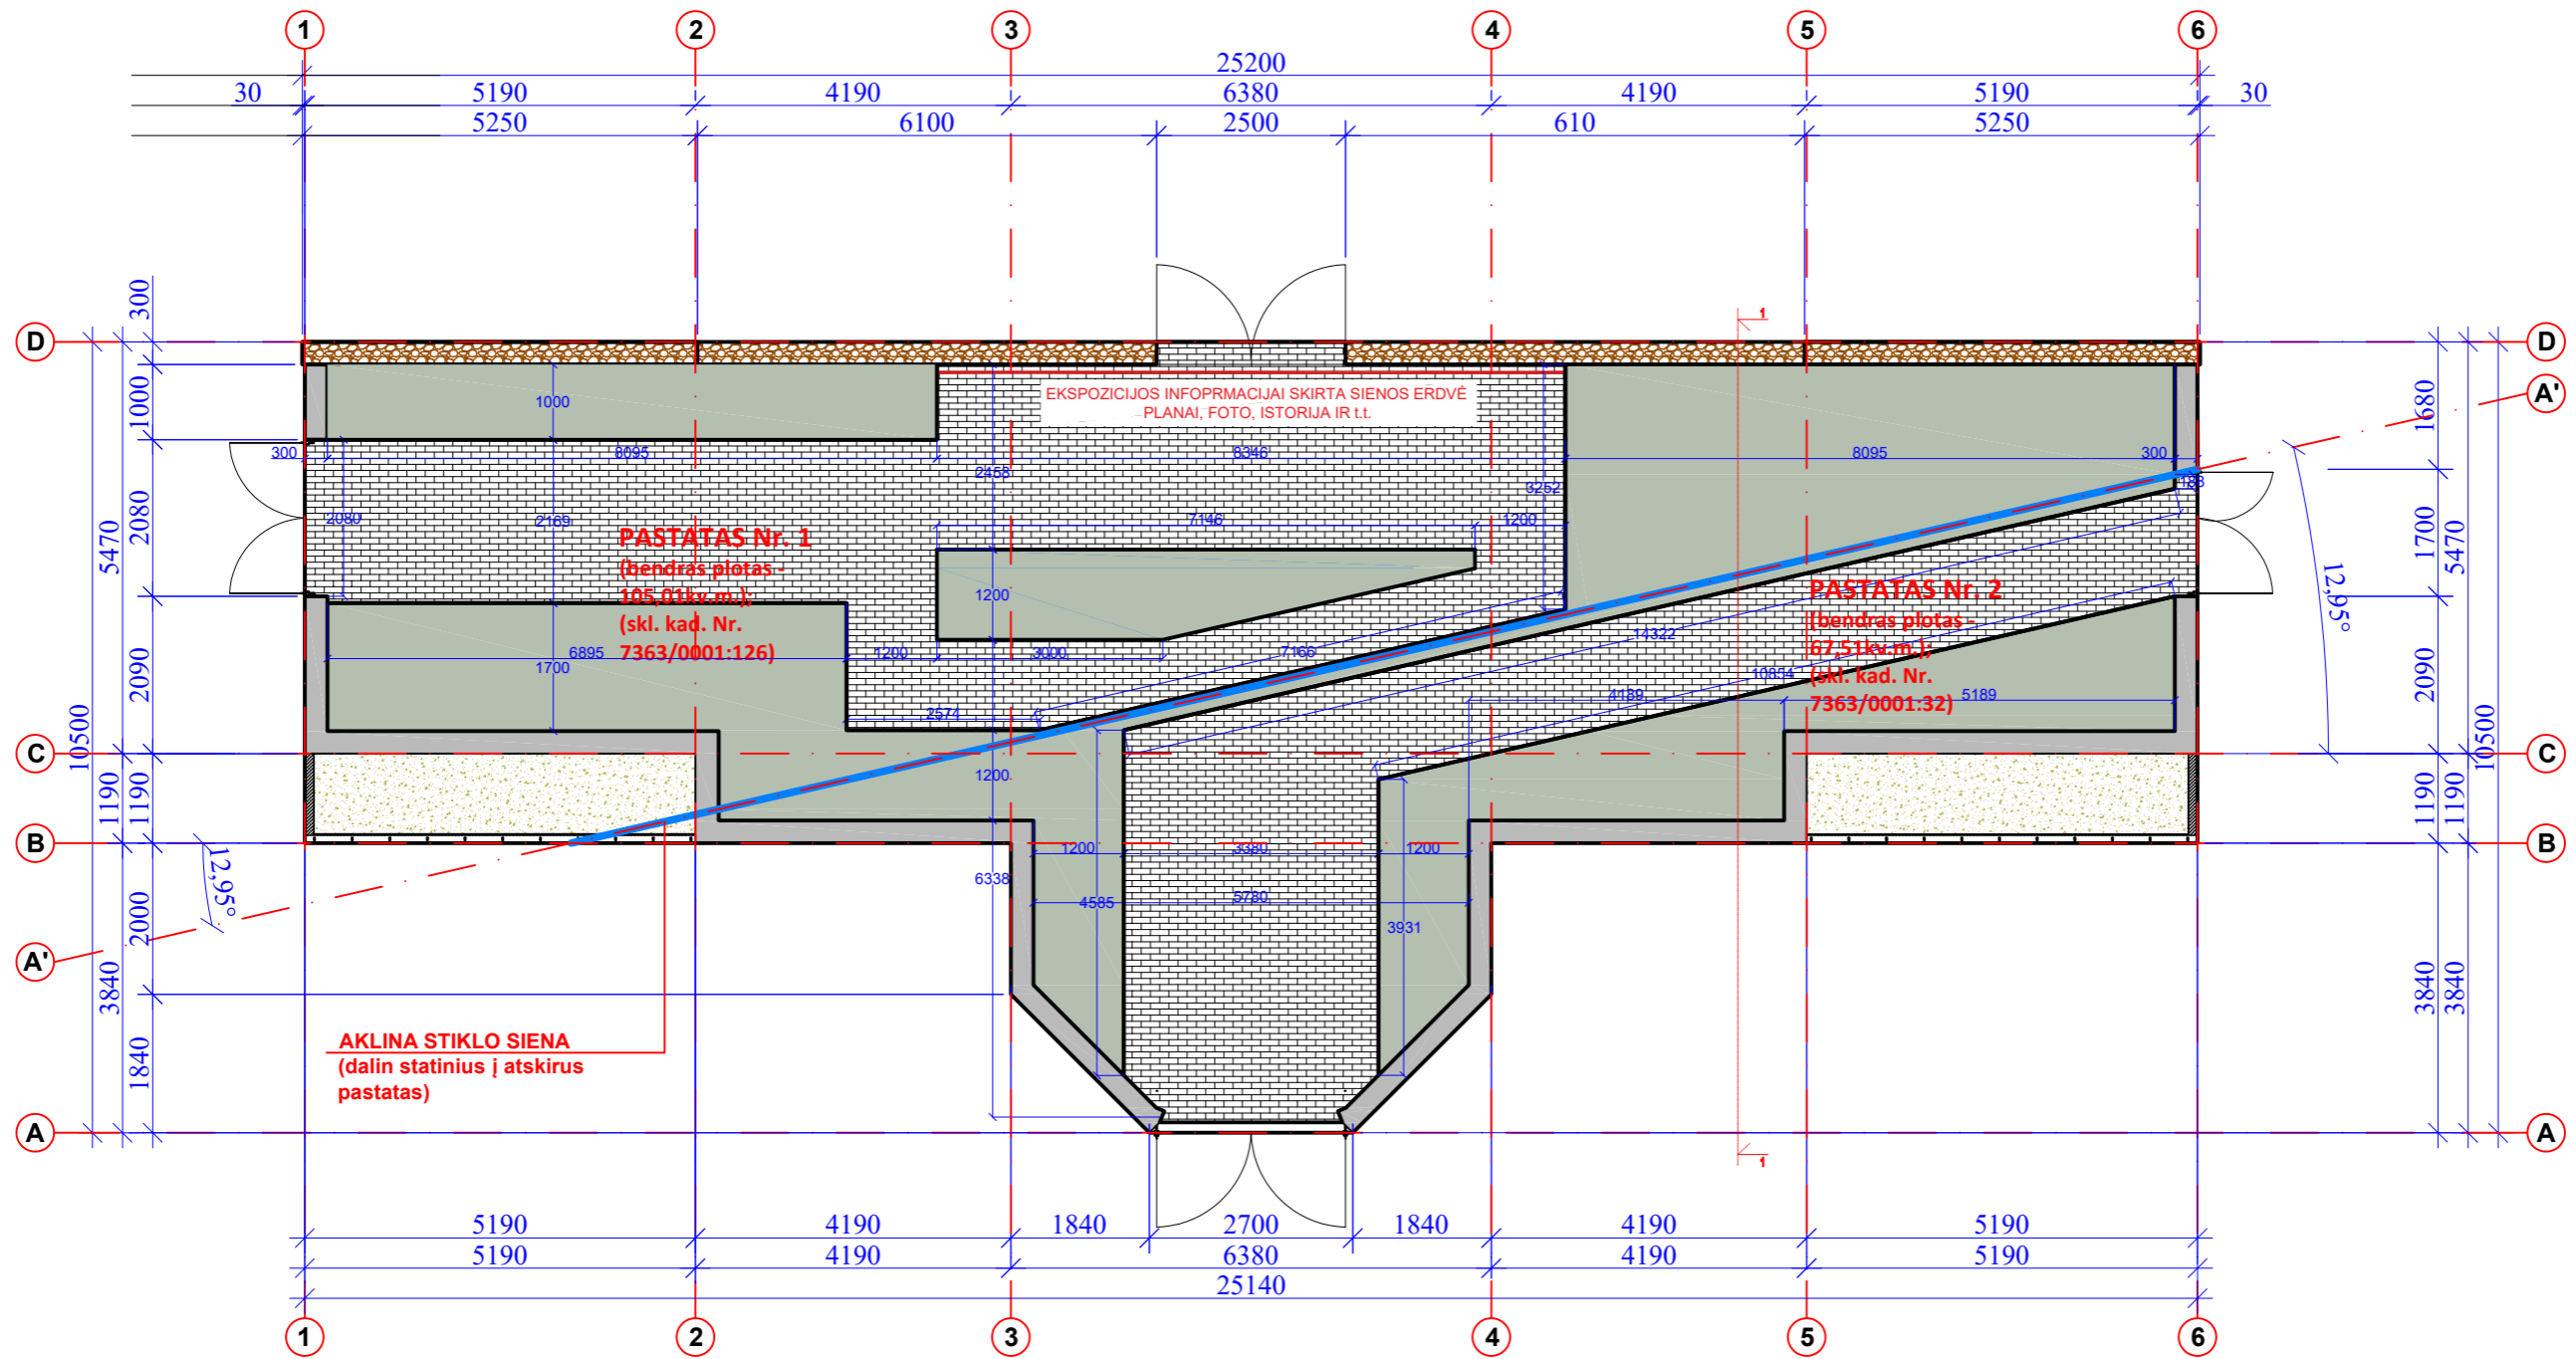 1 2 3 4 5 6
25200
30 5190 4190 6380 4190 5190 30
5250 6100 2500 610 5250
300
D D
1
A'
1000
EKSPOZICIJOS INFOPRMACIJAI SKIRTA SIENOS ERDVĖ
PLANAI, FOTO, ISTORIJA IR t.t.
1000 1680
300 8095 2458 8346 8095 300
3252 188
2080 2080 2169 7146 1200
5470 1700 5470
PASTATAS Nr. 1
(bendras plotas -
105,01kv.m.);
(skl. kad. Nr.
7363/0001:126)
PASTATAS Nr. 2
(bendras plotas -
67,51kv.m.);
(skl. kad. Nr.
7363/0001:32)
12,95°
1200
14322
6895 1200 3000 7166
1700 10854
2090 2090
2574 4189 5189
10500 10500
C C
1200
1190 1190 1190 1190
B B
1200 3380 1200
12,95°
6338
4585 5780
3931
2000
A'
3840 3840 3840
AKLINA STIKLO SIENA
(dalin statinius į atskirus
pastatas)
1840
A A
1
5190 4190 1840 2700 1840 4190 5190
5190 4190 6380 4190 5190
25140
1 2 3 4 5 6